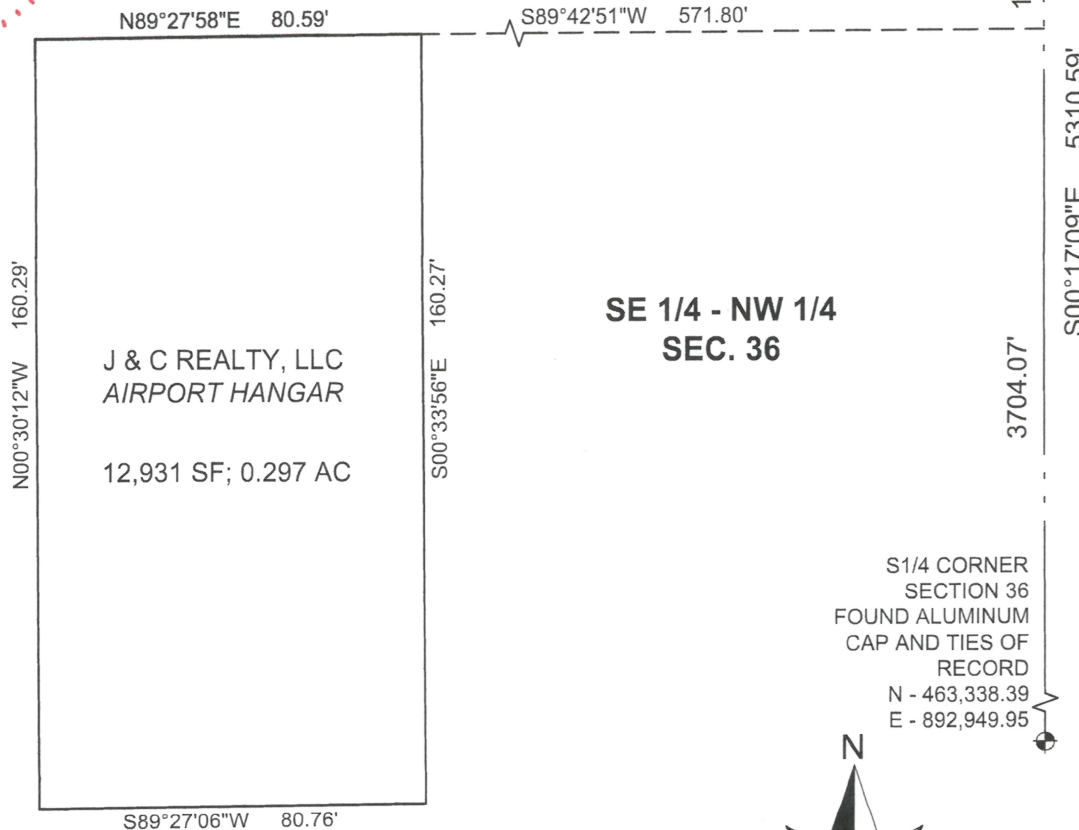 N89°27'58"E 80.59'
S89°42'51"W 571.80'
S00°17'09"E 5310.59'
N00°30'12"W 160.29'
S00°33'56"E 160.27'
J & C REALTY, LLC
AIRPORT HANGAR
12,931 SF; 0.297 AC
SE 1/4 - NW 1/4
SEC. 36
3704.07'
S1/4 CORNER
SECTION 36
FOUND ALUMINUM
CAP AND TIES OF
RECORD
N - 463,338.39
E - 892,949.95
N
S89°27'06"W 80.76'